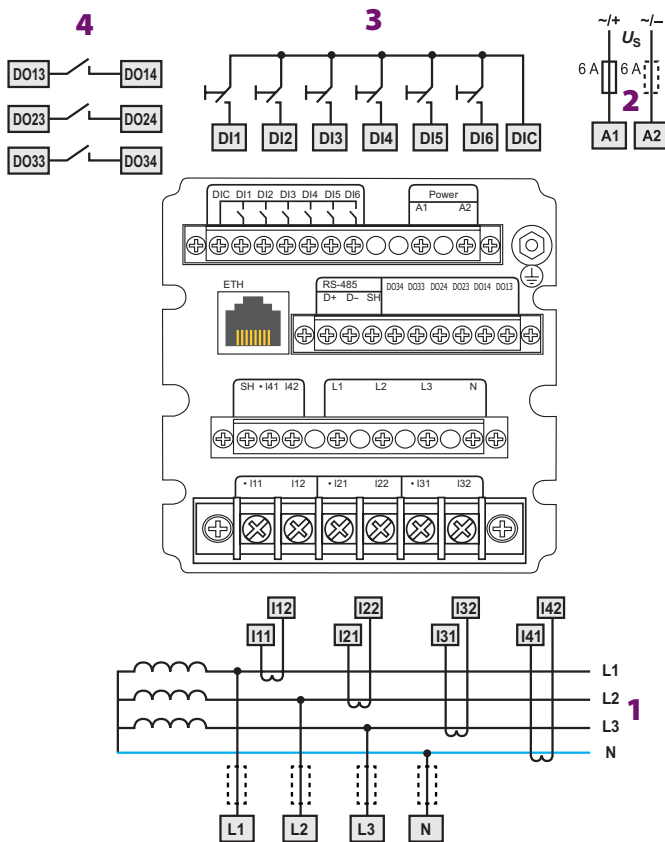 4
3
~/+ ~/–
US
6 A 6 A
2
DO13 DO14
DO23 DO24
DO33 DO34
DI1 DI2 DI3 DI4 DI5 DI6 DIC
A1 A2
DIC DI1 DI2 DI3 DI4 DI5 DI6
Power
A1 A2
ETH
RS-485
D+ D– SH
DO34 DO33 DO24 DO23 DO14 DO13
SH • I41 I42
L1 L2 L3 N
• I11 I12 • I21 I22 • I31 I32
I12 I22 I32 I42
I11 I21 I31 I41
L1
L2
L3
N
1
L1 L2 L3 N